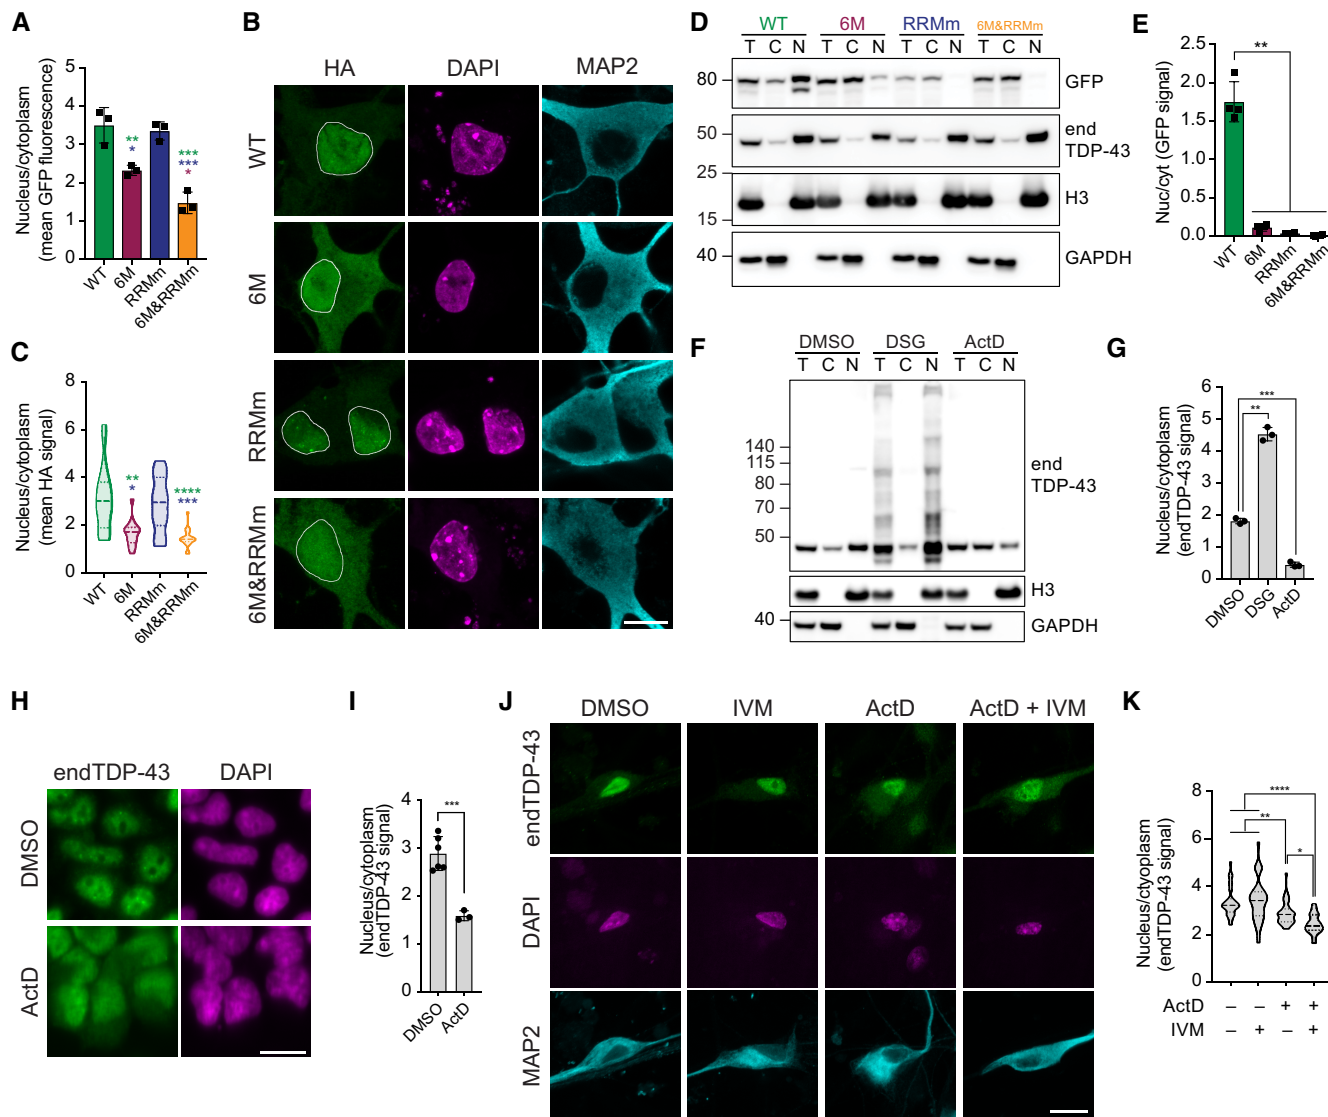 A
Nucleus/cytoplasm
(mean GFP fluorescence)
5
4
3
2
1
0
**
*
***
***
*
WT
6M
RRMm
6M&RRMm
B
HA
DAPI
MAP2
WT
6M
RRMm
6M&RRMm
C
Nucleus/cytoplasm
(mean HA signal)
8
6
4
2
0
**
*
****
***
WT
6M
RRMm
6M&RRMm
D
WT 6M RRMm 6M&RRMm
T C N T C N T C N T C N
80
GFP
50
end
TDP-43
25
H3
15
40
GAPDH
E
Nuc/cyt (GFP signal)
2.5
2.0
1.5
1.0
0.5
0.0
**
WT
6M
RRMm
6M&RRMm
F
DMSO DSG ActD
T C N T C N T C N
140
115
80
70
50
end
TDP-43
H3
40
GAPDH
G
Nucleus/cytoplasm
(endTDP-43 signal)
6
5
4
3
2
1
0
***
**
DMSO
DSG
ActD
H
endTDP-43
DAPI
DMSO
ActD
I
Nucleus/cytoplasm
(endTDP-43 signal)
4
3
2
1
0
***
DMSO
ActD
J
DMSO IVM ActD ActD + IVM
endTDP-43
DAPI
MAP2
K
Nucleus/ctyoplasm
(endTDP-43 signal)
8
6
4
2
0
****
**
*
ActD – – + +
IVM – + – +